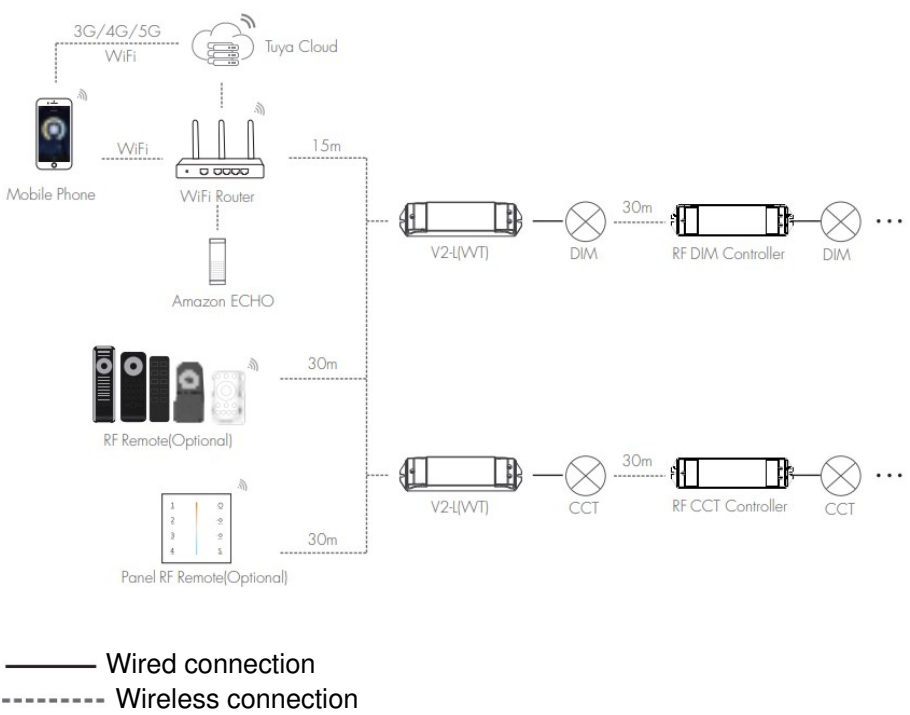 3G/4G/5G
WiFi
Tuya Cloud
WiFi
15m
Mobile Phone
WiFi Router
30m
V2-L(WT)
DIM
RF DIM Controller
DIM
Amazon ECHO
30m
RF Remote(Optional)
30m
V2-L(WT)
CCT
RF CCT Controller
CCT
1
2
3
4
30m
Panel RF Remote(Optional)
Wired connection
Wireless connection